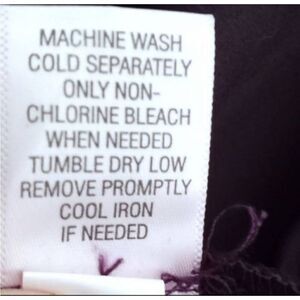 MACHINE WASH
COLD SEPARATELY
ONLY NON-
CHLORINE BLEACH
WHEN NEEDED
TUMBLE DRY LOW
REMOVE PROMPTLY
COOL IRON
IF NEEDED